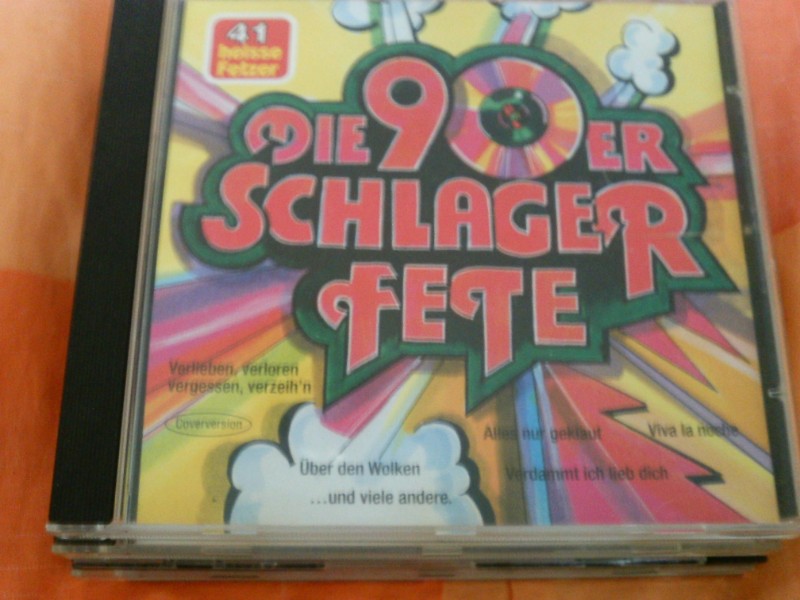 41
heisse
Fetzer
DIE 90ER
SCHLAGER
FETE
Verlieben, verloren
vergessen, verzeih'n
Coverversion
Alles nur geklaut
Viva la noche
Über den Wolken
Verdammt ich lieb dich
...und viele andere.